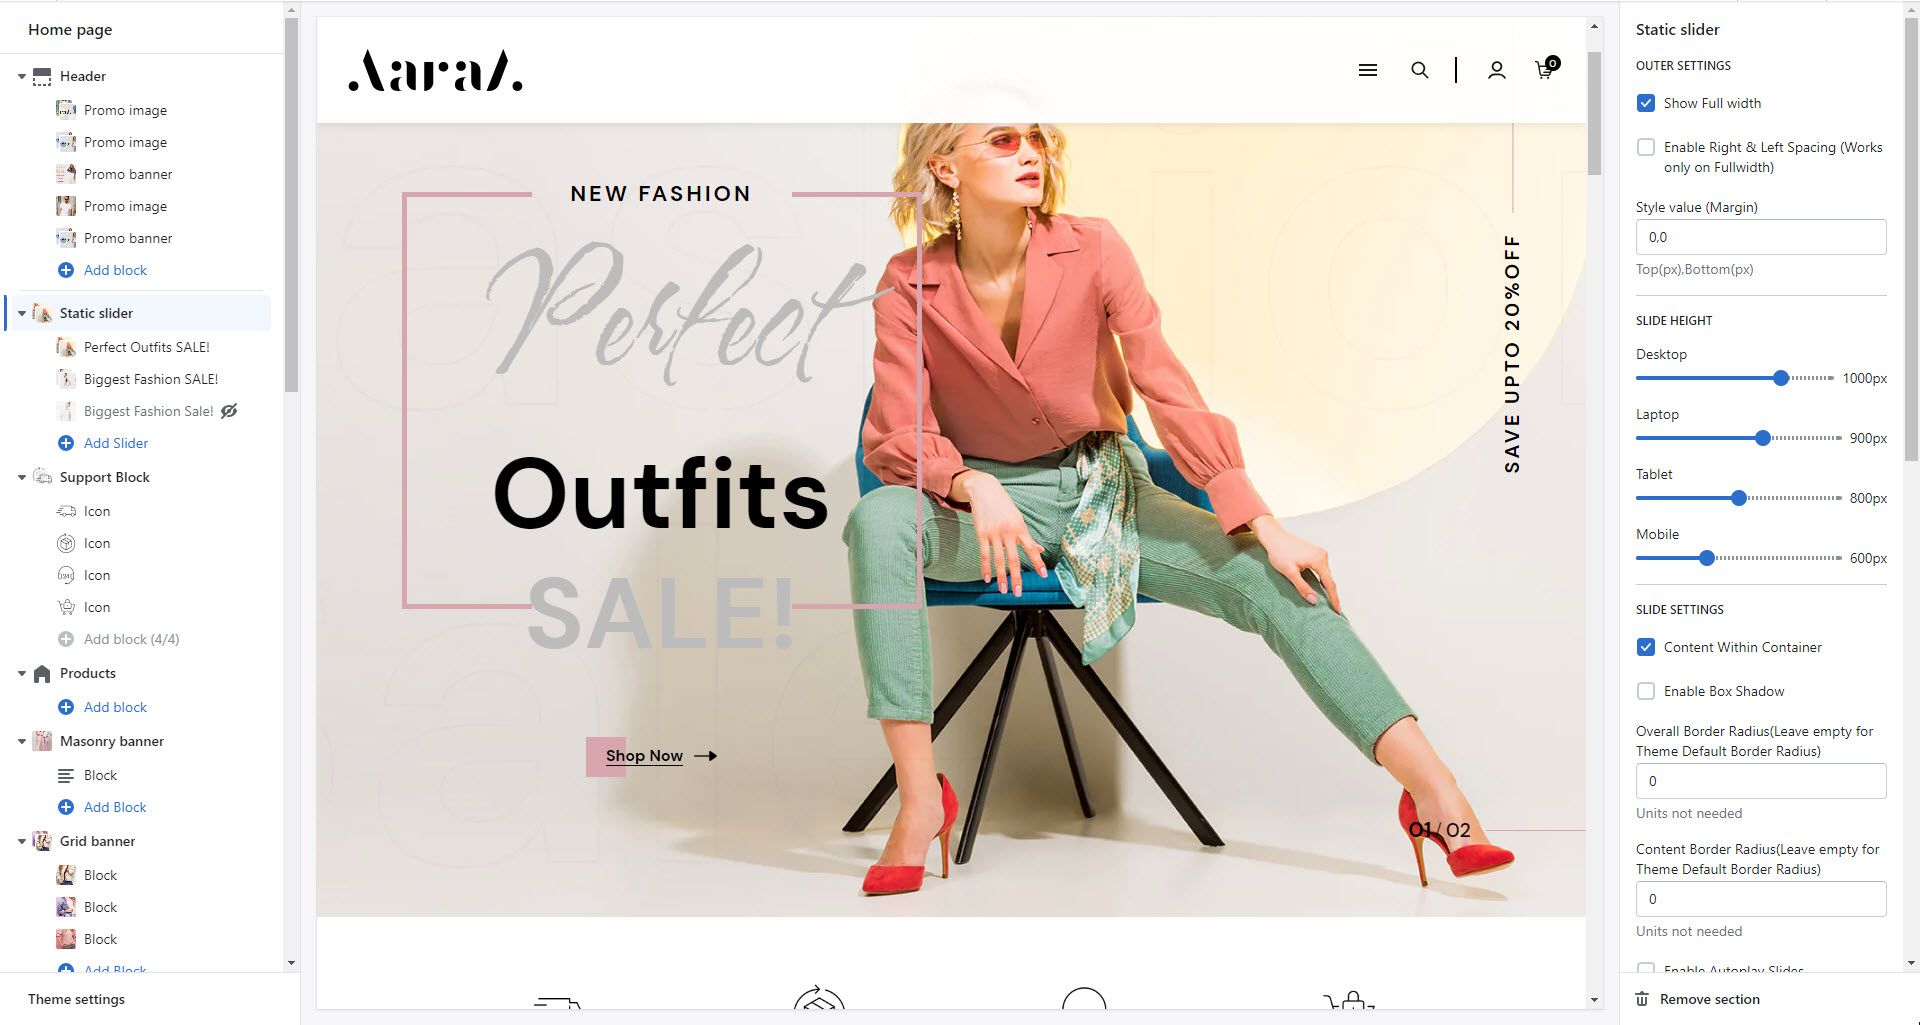 Home page
Header
Promo image
Promo image
Promo banner
Promo image
Promo banner
Add block
Static slider
Perfect Outfits SALE!
Biggest Fashion SALE!
Biggest Fashion Sale!
Add Slider
Support Block
Icon
Icon
Icon
Icon
Add block (4/4)
Products
Add block
Masonry banner
Block
Add Block
Grid banner
Block
Block
Block
Add Block
Theme settings
Aaraa
0
NEW FASHION
Perfect
Outfits
SALE!
Shop Now
SAVE UPTO 20%OFF
01 / 02
Static slider
OUTER SETTINGS
Show Full width
Enable Right & Left Spacing (Works
only on Fullwidth)
Style value (Margin)
0,0
Top(px),Bottom(px)
SLIDE HEIGHT
Desktop
1000px
Laptop
900px
Tablet
800px
Mobile
600px
SLIDE SETTINGS
Content Within Container
Enable Box Shadow
Overall Border Radius(Leave empty for
Theme Default Border Radius)
0
Units not needed
Content Border Radius(Leave empty for
Theme Default Border Radius)
0
Units not needed
Enable Autoplay Slides
Remove section